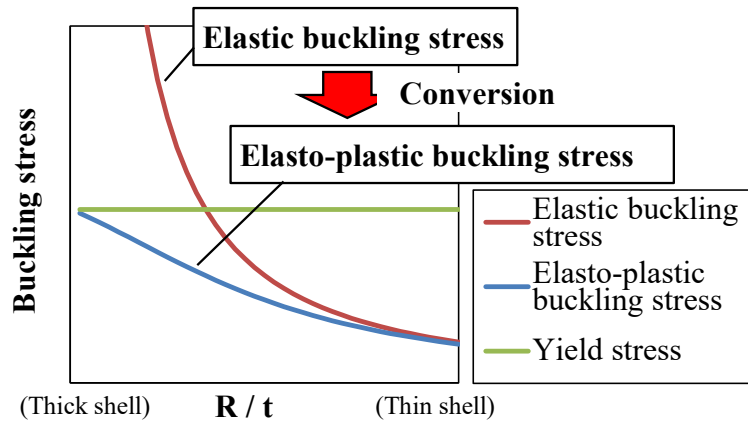 Elastic buckling stress
Conversion
Elasto-plastic buckling stress
Buckling stress
Elastic buckling
stress
Elasto-plastic
buckling stress
Yield stress
(Thick shell)
R / t
(Thin shell)